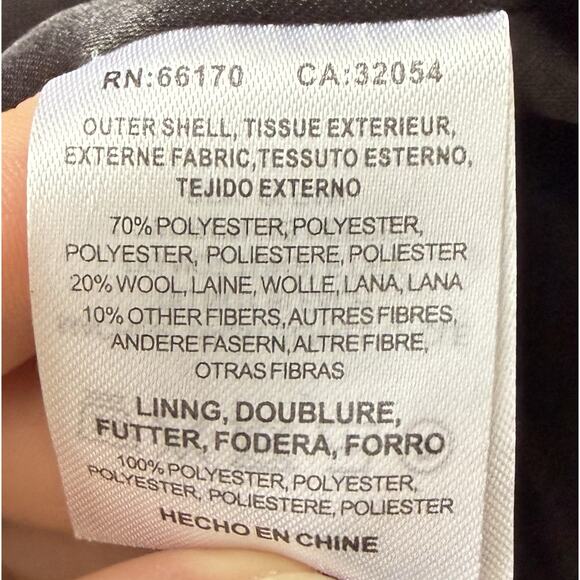 RN:66170 CA:32054
OUTER SHELL, TISSUE EXTERIEUR,
EXTERNE FABRIC,TESSUTO ESTERNO,
TEJIDO EXTERNO
70% POLYESTER, POLYESTER,
POLYESTER, POLIESTERE, POLIESTER
20% WOOL, LAINE, WOLLE, LANA, LANA
10% OTHER FIBERS, AUTRES FIBRES,
ANDERE FASERN, ALTRE FIBRE,
OTRAS FIBRAS
LINNG, DOUBLURE,
FUTTER, FODERA, FORRO
100% POLYESTER, POLYESTER,
POLYESTER, POLIESTERE, POLIESTER
HECHO EN CHINE